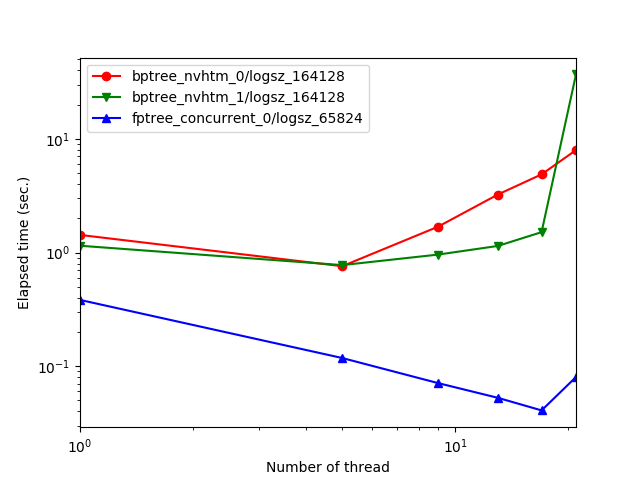 bptree_nvhtm_0/logsz_164128
bptree_nvhtm_1/logsz_164128
fptree_concurrent_0/logsz_65824
Elapsed time (sec.)
10¹
10⁰
10⁻¹
10⁰ 10¹
Number of thread